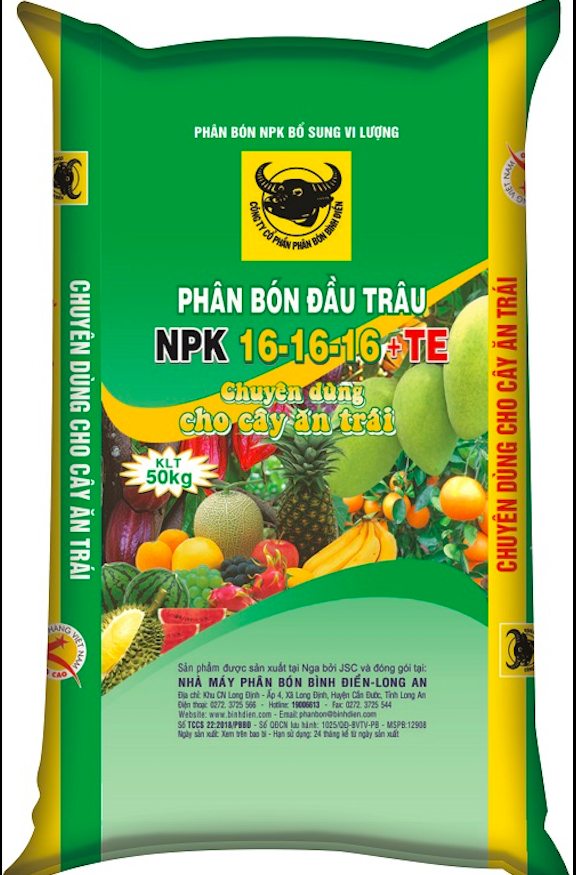 PHÂN BÓN NPK BỔ SUNG VI LƯỢNG
CÔNG TY CỔ PHẦN PHÂN BÓN BÌNH ĐIỀN
PHÂN BÓN ĐẦU TRÂU
NPK 16-16-16+TE
Chuyên dùng
cho cây ăn trái
KLT
50kg
CHUYÊN DÙNG CHO CÂY ĂN TRÁI
CHUYÊN DÙNG CHO CÂY ĂN TRÁI
NG VIỆT NAM
HÀNG VIỆT NAM
CAO
Sản phẩm được sản xuất tại Nga bởi JSC và đóng gói tại:
NHÀ MÁY PHÂN BÓN BÌNH ĐIỀN-LONG AN
Địa chỉ: Khu CN Long Định - Ấp 4, Xã Long Định, Huyện Cần Đước, Tỉnh Long An
Điện thoại: 0272. 3725 566 - Hotline: 19006613 - Fax: 0272. 3725 544
Website: www.binhdien.com - Email: phanbon@binhdien.com
Số TCCS 22:2018/PBBĐ - Số QĐCN lưu hành: 1025/QĐ-BVTV-PB - MSPB:12908
Ngày sản xuất: Xem trên bao bì - Hạn sử dụng: 24 tháng kể từ ngày sản xuất